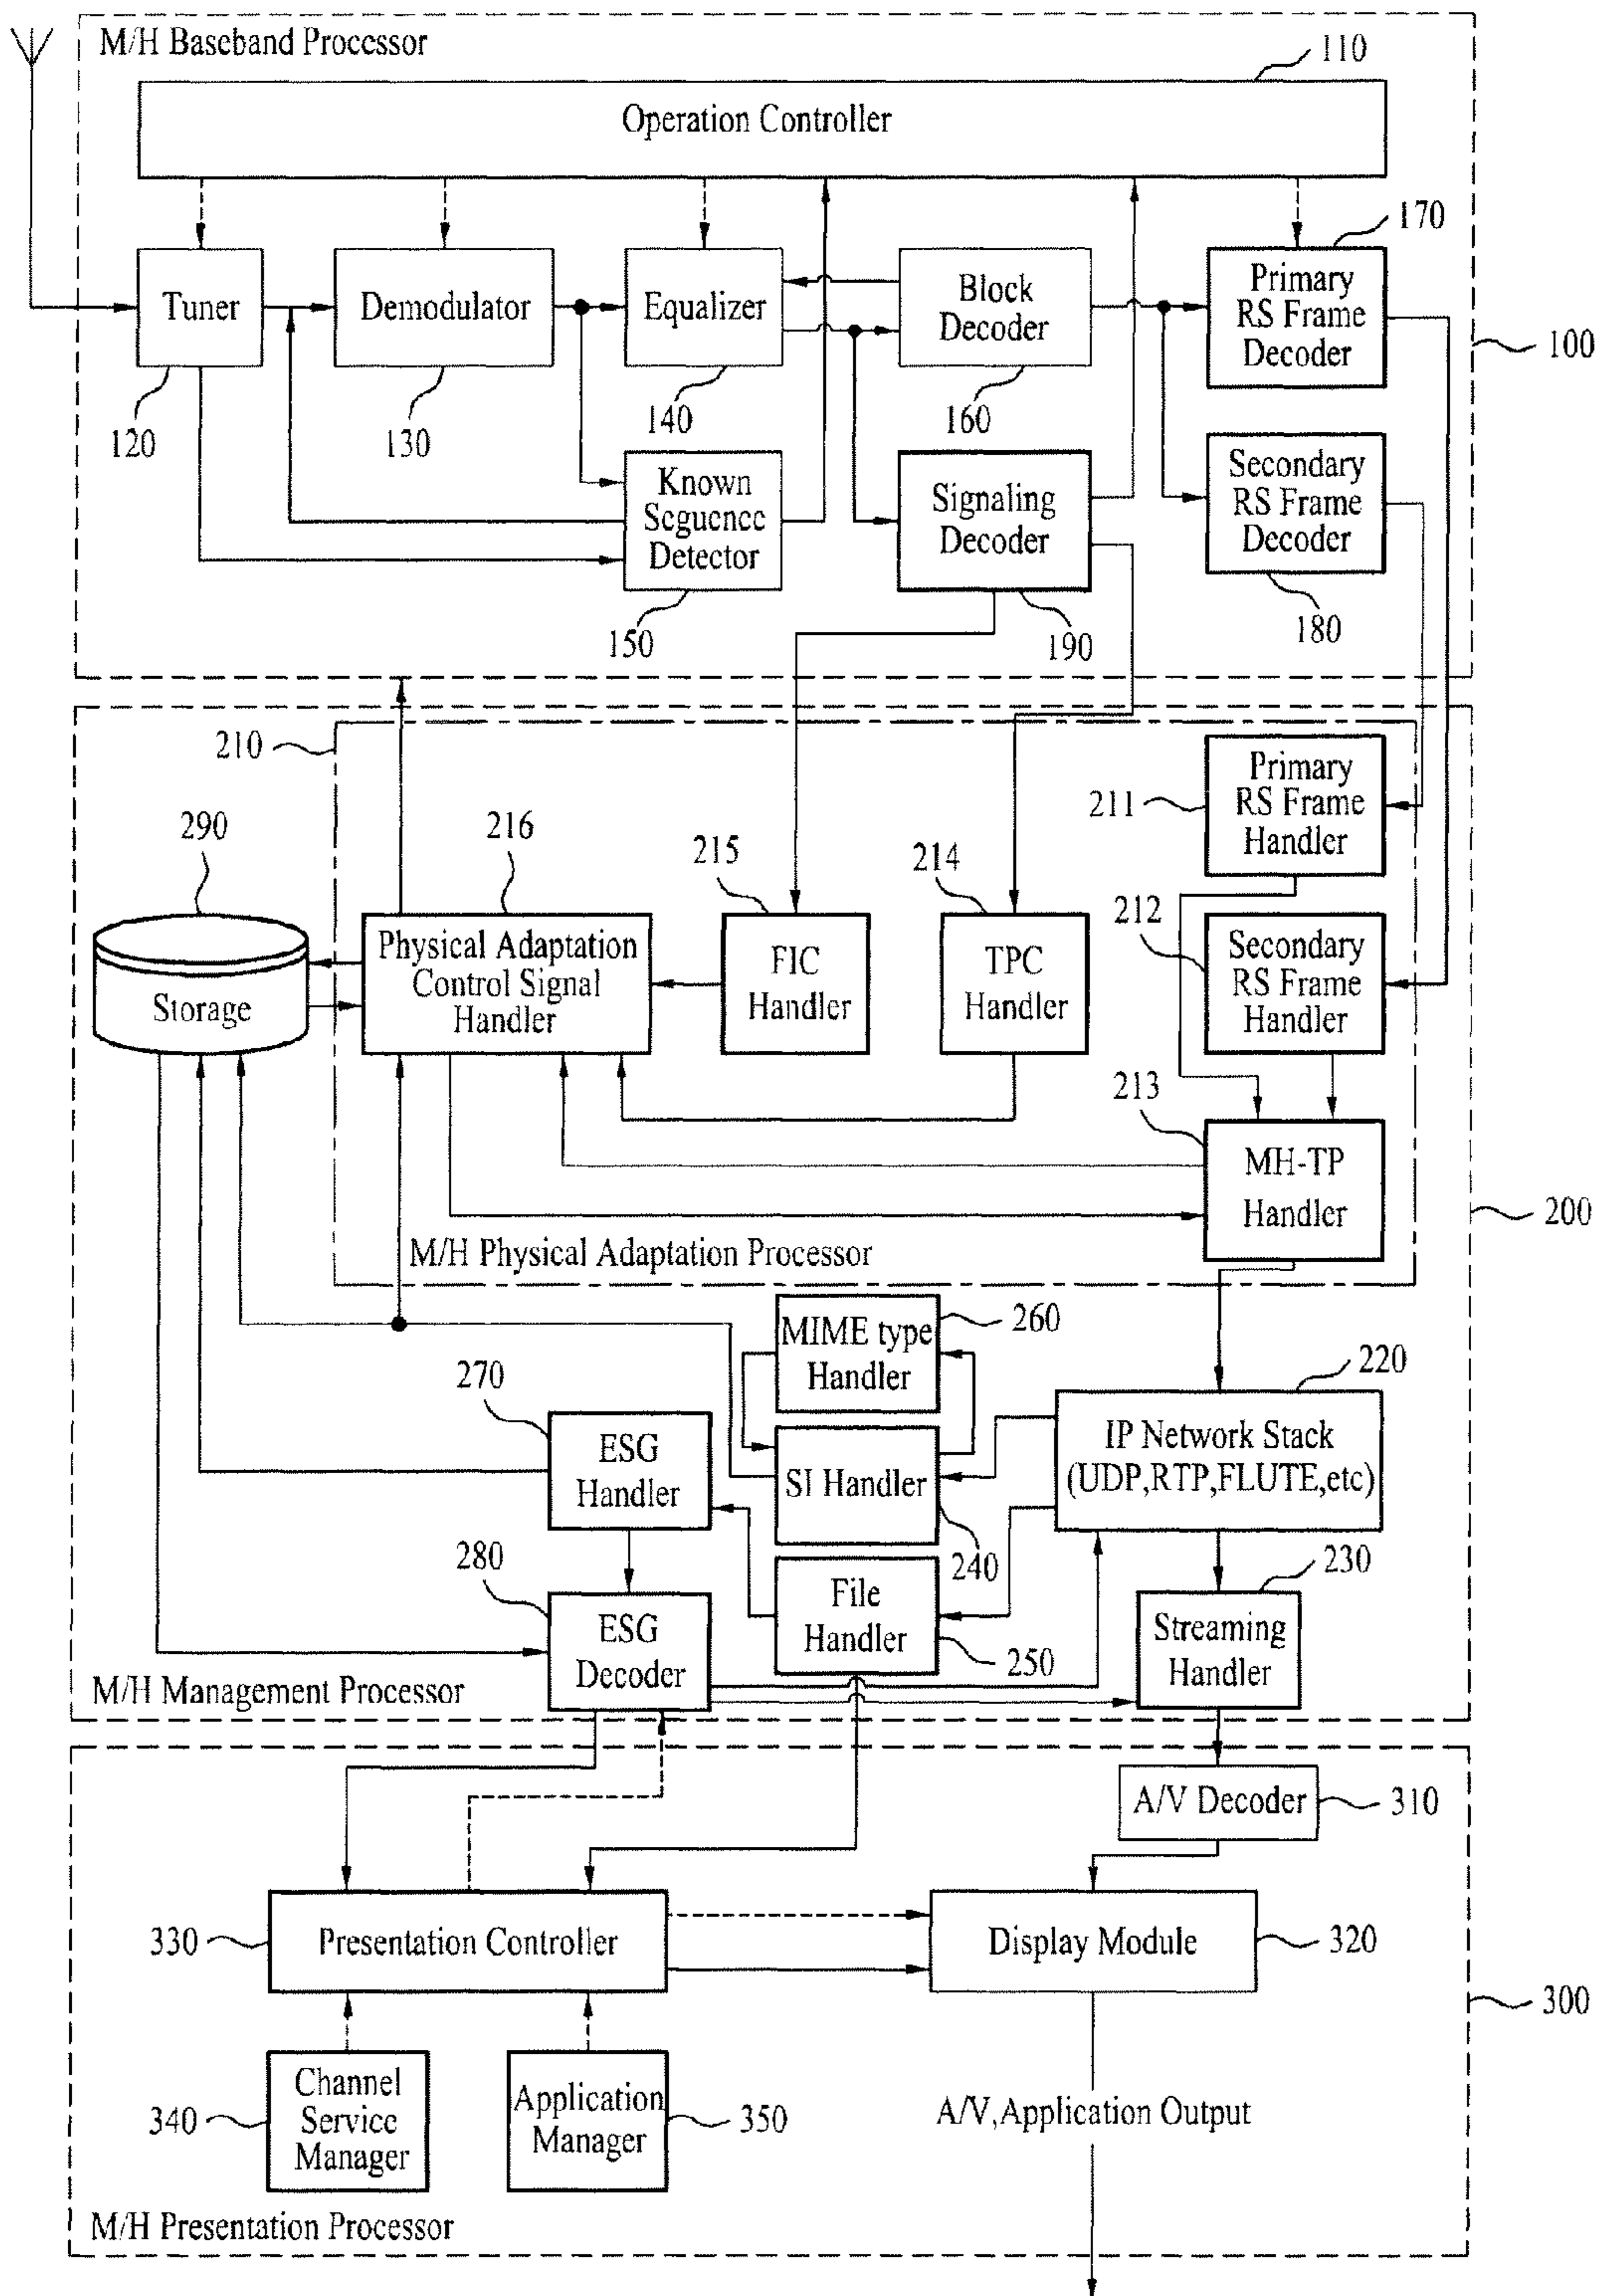 M/H Baseband Processor
110
Operation Controller
170
Tuner
Demodulator
Equalizer
Block
Decoder
Primary
RS Frame
Decoder
100
120
130
140
160
Known
Seguence
Detector
Signaling
Decoder
Secondary
RS Frame
Decoder
150
190
180
210
211
Primary
RS Frame
Handler
290
216
215
214
212
Storage
Physical Adaptation
Control Signal
Handler
FIC
Handler
TPC
Handler
Secondary
RS Frame
Handler
213
MH-TP
Handler
200
M/H Physical Adaptation Processor
MIME type
Handler
260
220
270
ESG
Handler
SI Handler
240
IP Network Stack
(UDP,RTP,FLUTE,etc)
280
ESG
Decoder
File
Handler
250
230
Streaming
Handler
M/H Management Processor
A/V Decoder
310
330
Presentation Controller
Display Module
320
300
340
Channel
Service
Manager
Application
Manager
350
A/V,Application Output
M/H Presentation Processor